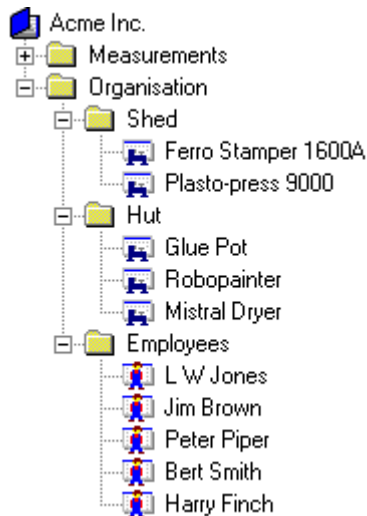 Acme Inc.
Measurements
Organisation
Shed
Ferro Stamper 1600A
Plasto-press 9000
Hut
Glue Pot
Robopainter
Mistral Dryer
Employees
L W Jones
Jim Brown
Peter Piper
Bert Smith
Harry Finch